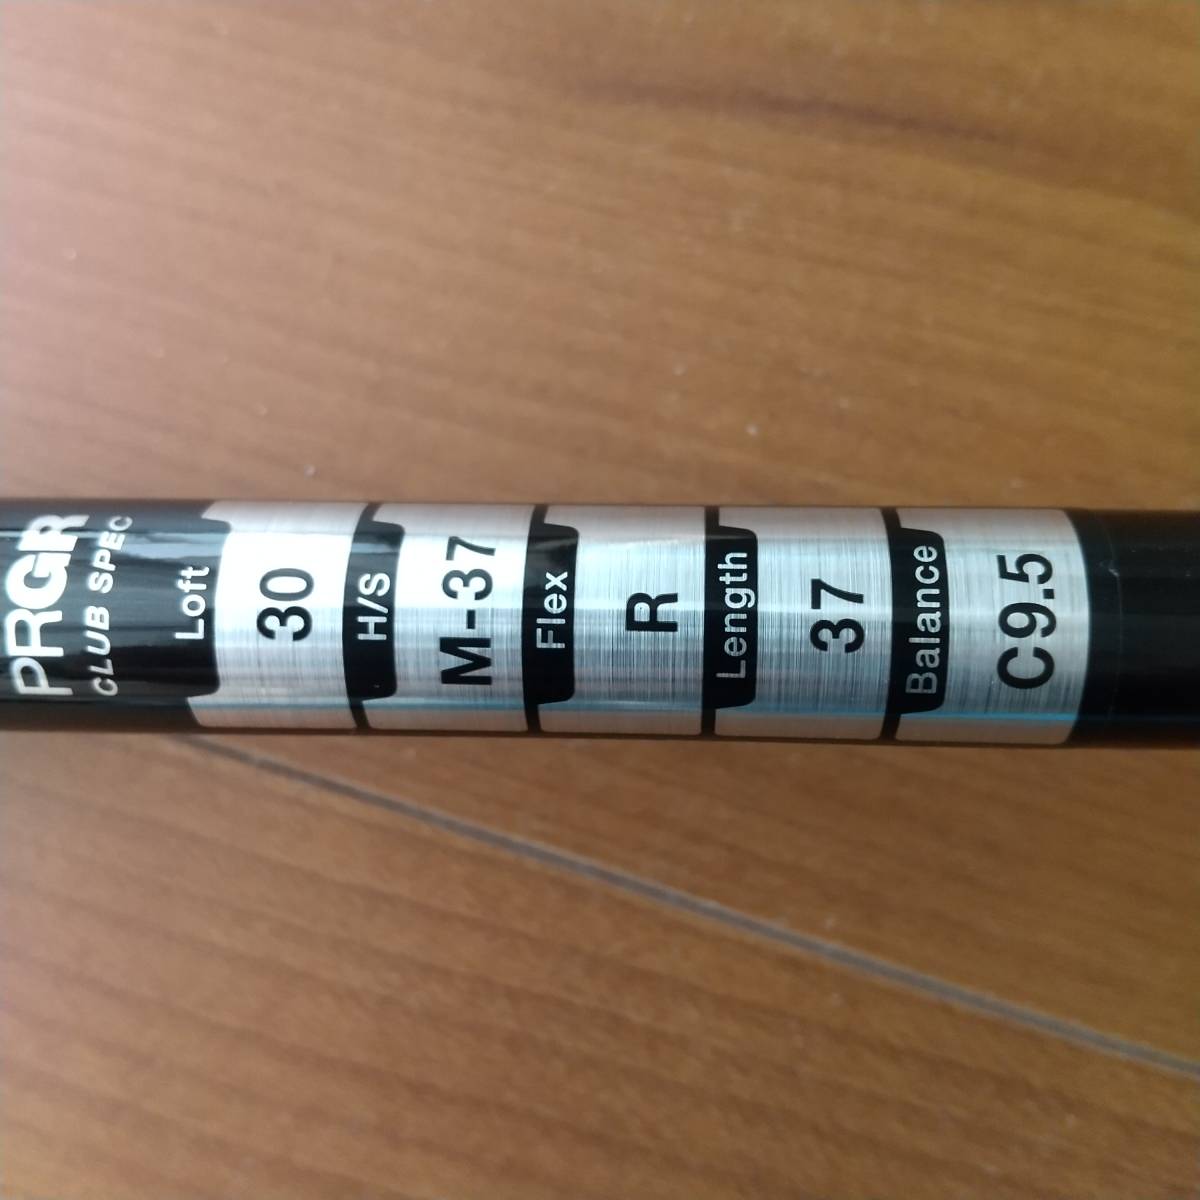 PRGR
CLUB SPEC
Loft
30
H/S
M-37
Flex
R
Length
37
Balance
C9.5